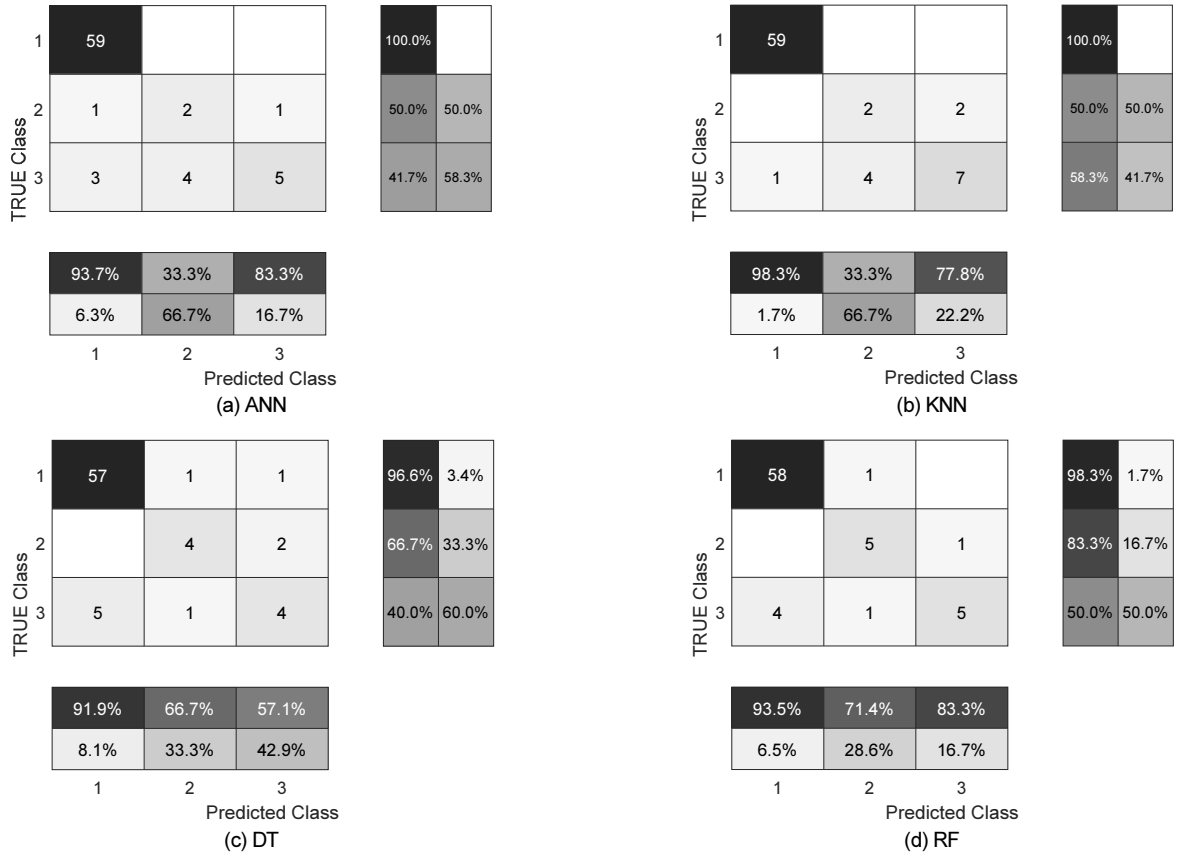 1 59 100.0%
2 1 2 1 50.0% 50.0%
3 3 4 5 41.7% 58.3%
TRUE Class
93.7% 33.3% 83.3%
6.3% 66.7% 16.7%
1 2 3
Predicted Class
(a) ANN
1 59 100.0%
2 2 2 50.0% 50.0%
3 1 4 7 58.3% 41.7%
TRUE Class
98.3% 33.3% 77.8%
1.7% 66.7% 22.2%
1 2 3
Predicted Class
(b) KNN
1 57 1 1 96.6% 3.4%
2 4 2 66.7% 33.3%
3 5 1 4 40.0% 60.0%
TRUE Class
91.9% 66.7% 57.1%
8.1% 33.3% 42.9%
1 2 3
Predicted Class
(c) DT
1 58 1 98.3% 1.7%
2 5 1 83.3% 16.7%
3 4 1 5 50.0% 50.0%
TRUE Class
93.5% 71.4% 83.3%
6.5% 28.6% 16.7%
1 2 3
Predicted Class
(d) RF